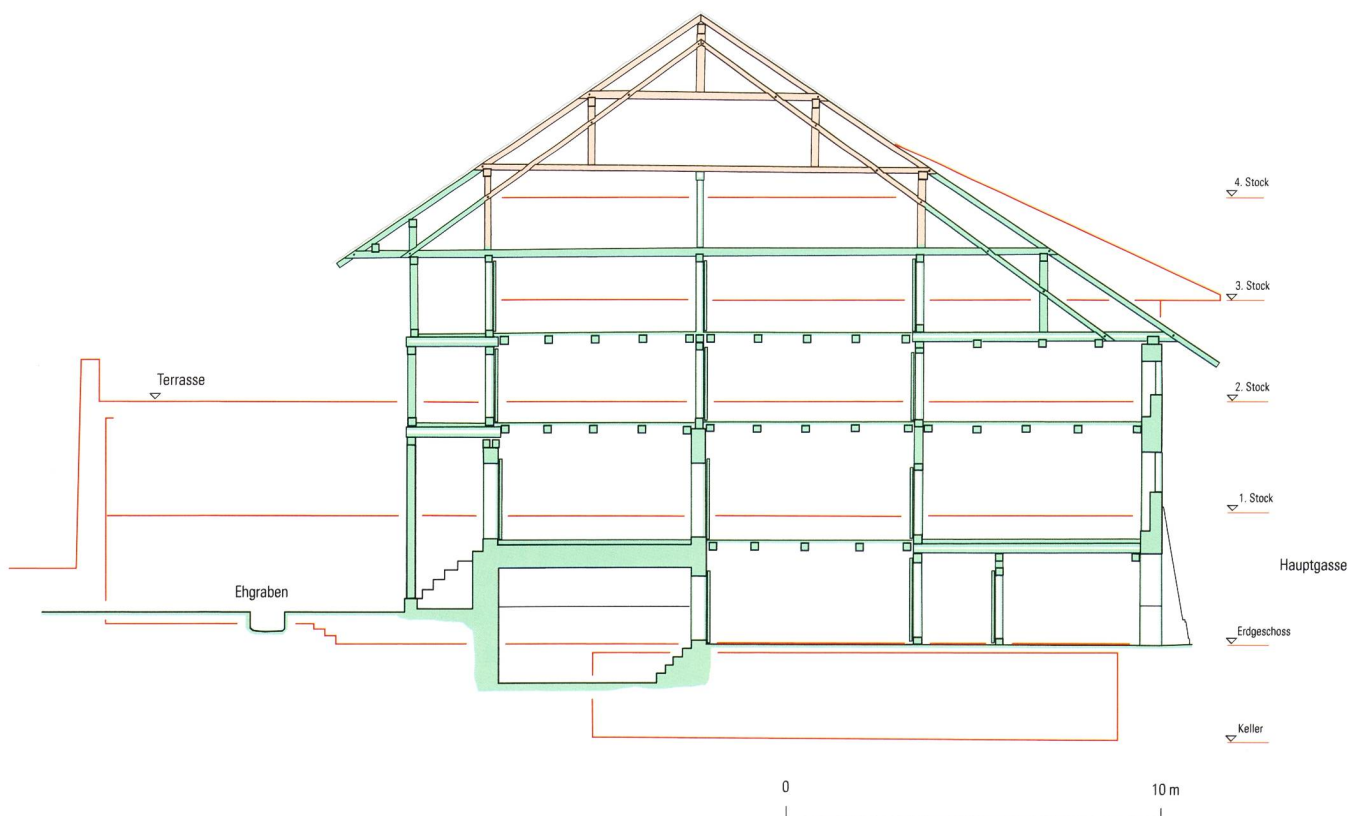 4. Stock
3. Stock
Terrasse
2. Stock
1. Stock
Hauptgasse
Ehgraben
Erdgeschoss
Keller
0
10 m